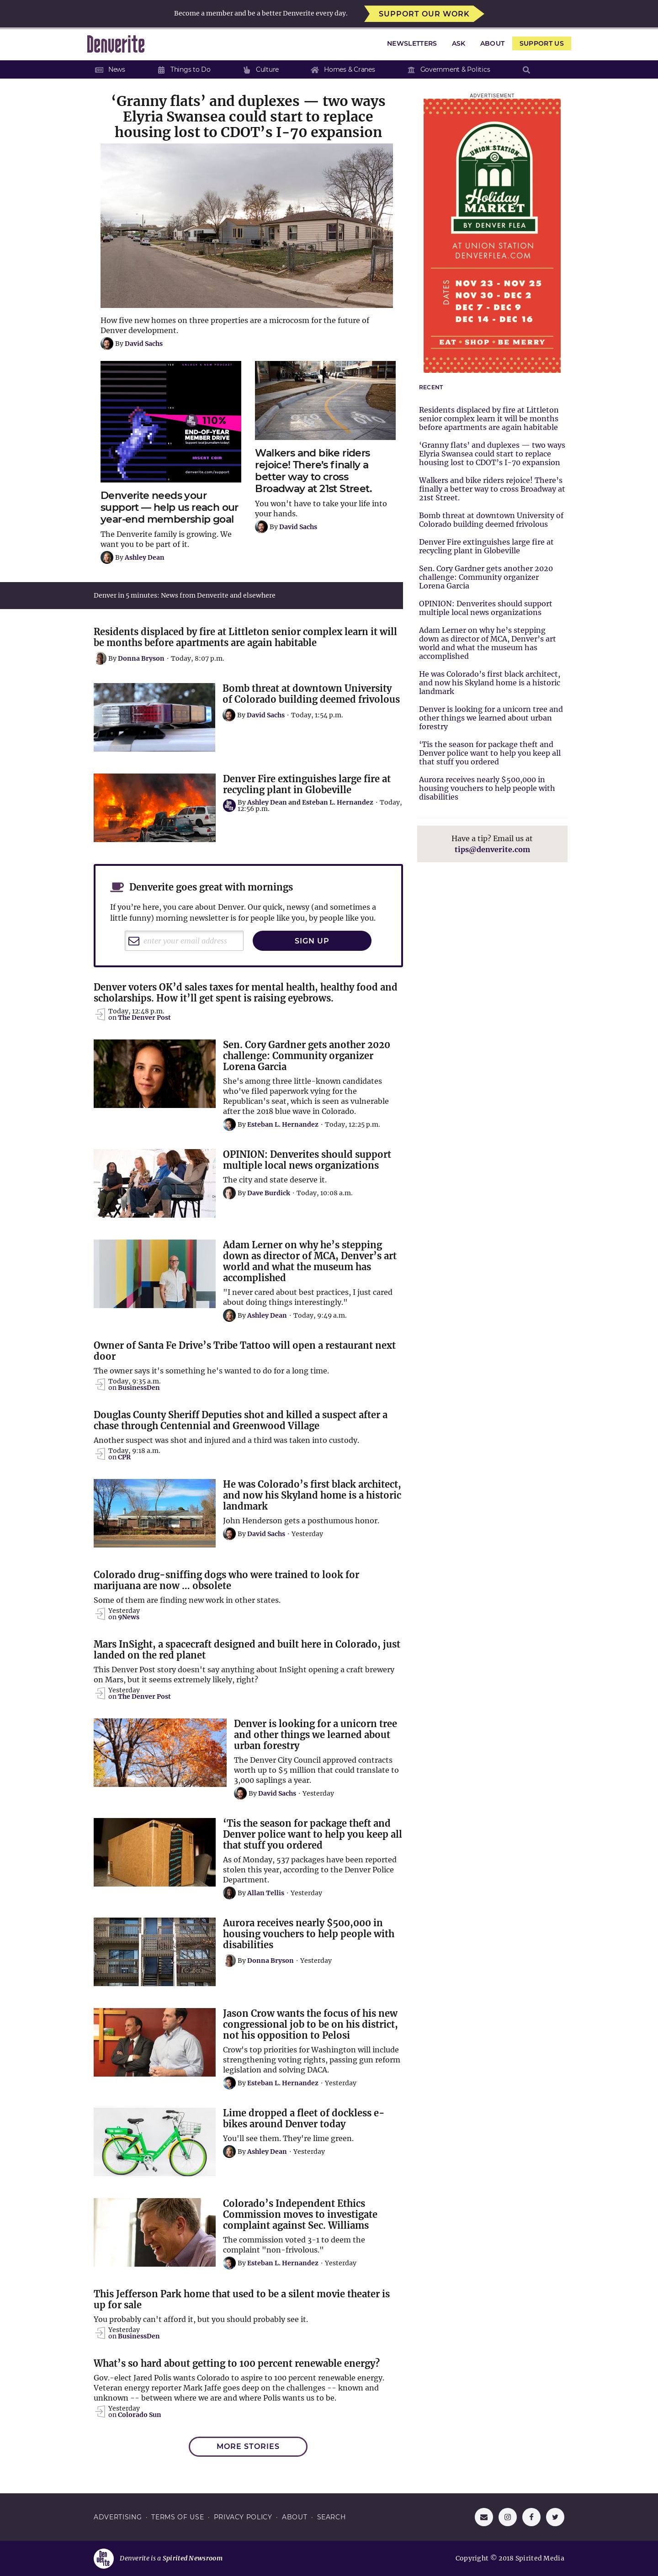 Become a member and be a better Denverite every day.
SUPPORT OUR WORK
Denverite
NEWSLETTERS
ASK
ABOUT
SUPPORT US
News
Things to Do
Culture
Homes & Cranes
Government & Politics
‘Granny flats’ and duplexes — two ways
Elyria Swansea could start to replace
housing lost to CDOT’s I-70 expansion
How five new homes on three properties are a microcosm for the future of
Denver development.
By David Sachs
110%
END-OF-YEAR
MEMBER DRIVE
INSERT COIN
denverite.com/support
Denverite needs your
support — help us reach our
year-end membership goal
The Denverite family is growing. We
want you to be part of it.
By Ashley Dean
Walkers and bike riders
rejoice! There’s finally a
better way to cross
Broadway at 21st Street.
You won’t have to take your life into
your hands.
By David Sachs
Denver in 5 minutes: News from Denverite and elsewhere
Residents displaced by fire at Littleton senior complex learn it will
be months before apartments are again habitable
By Donna Bryson · Today, 8:07 p.m.
Bomb threat at downtown University
of Colorado building deemed frivolous
By David Sachs · Today, 1:54 p.m.
Denver Fire extinguishes large fire at
recycling plant in Globeville
By Ashley Dean and Esteban L. Hernandez · Today,
12:56 p.m.
Denverite goes great with mornings
If you’re here, you care about Denver. Our quick, newsy (and sometimes a
little funny) morning newsletter is for people like you, by people like you.
enter your email address
SIGN UP
Denver voters OK’d sales taxes for mental health, healthy food and
scholarships. How it’ll get spent is raising eyebrows.
Today, 12:48 p.m.
on The Denver Post
Sen. Cory Gardner gets another 2020
challenge: Community organizer
Lorena Garcia
She’s among three little-known candidates
who’ve filed paperwork vying for the
Republican’s seat, which is seen as vulnerable
after the 2018 blue wave in Colorado.
By Esteban L. Hernandez · Today, 12:25 p.m.
OPINION: Denverites should support
multiple local news organizations
The city and state deserve it.
By Dave Burdick · Today, 10:08 a.m.
Adam Lerner on why he’s stepping
down as director of MCA, Denver’s art
world and what the museum has
accomplished
"I never cared about best practices, I just cared
about doing things interestingly."
By Ashley Dean · Today, 9:49 a.m.
Owner of Santa Fe Drive’s Tribe Tattoo will open a restaurant next
door
The owner says it's something he's wanted to do for a long time.
Today, 9:35 a.m.
on BusinessDen
Douglas County Sheriff Deputies shot and killed a suspect after a
chase through Centennial and Greenwood Village
Another suspect was shot and injured and a third was taken into custody.
Today, 9:18 a.m.
on CPR
He was Colorado’s first black architect,
and now his Skyland home is a historic
landmark
John Henderson gets a posthumous honor.
By David Sachs · Yesterday
Colorado drug-sniffing dogs who were trained to look for
marijuana are now … obsolete
Some of them are finding new work in other states.
Yesterday
on 9News
Mars InSight, a spacecraft designed and built here in Colorado, just
landed on the red planet
This Denver Post story doesn't say anything about InSight opening a craft brewery
on Mars, but it seems extremely likely, right?
Yesterday
on The Denver Post
Denver is looking for a unicorn tree
and other things we learned about
urban forestry
The Denver City Council approved contracts
worth up to $5 million that could translate to
3,000 saplings a year.
By David Sachs · Yesterday
‘Tis the season for package theft and
Denver police want to help you keep all
that stuff you ordered
As of Monday, 537 packages have been reported
stolen this year, according to the Denver Police
Department.
By Allan Tellis · Yesterday
Aurora receives nearly $500,000 in
housing vouchers to help people with
disabilities
By Donna Bryson · Yesterday
Jason Crow wants the focus of his new
congressional job to be on his district,
not his opposition to Pelosi
Crow's top priorities for Washington will include
strengthening voting rights, passing gun reform
legislation and solving DACA.
By Esteban L. Hernandez · Yesterday
Lime dropped a fleet of dockless e-
bikes around Denver today
You'll see them. They're lime green.
By Ashley Dean · Yesterday
Colorado’s Independent Ethics
Commission moves to investigate
complaint against Sec. Williams
The commission voted 3-1 to deem the
complaint "non-frivolous."
By Esteban L. Hernandez · Yesterday
This Jefferson Park home that used to be a silent movie theater is
up for sale
You probably can't afford it, but you should probably see it.
Yesterday
on BusinessDen
What’s so hard about getting to 100 percent renewable energy?
Gov.-elect Jared Polis wants Colorado to aspire to 100 percent renewable energy.
Veteran energy reporter Mark Jaffe goes deep on the challenges -- known and
unknown -- between where we are and where Polis wants us to be.
Yesterday
on Colorado Sun
MORE STORIES
ADVERTISEMENT
UNION STATION
Holiday
MARKET
BY DENVER FLEA
AT UNION STATION
DENVERFLEA.COM
DATES
NOV 23 - NOV 25
NOV 30 - DEC 2
DEC 7 - DEC 9
DEC 14 - DEC 16
EAT • SHOP • BE MERRY
RECENT
Residents displaced by fire at Littleton
senior complex learn it will be months
before apartments are again habitable
‘Granny flats’ and duplexes — two ways
Elyria Swansea could start to replace
housing lost to CDOT’s I-70 expansion
Walkers and bike riders rejoice! There’s
finally a better way to cross Broadway at
21st Street.
Bomb threat at downtown University of
Colorado building deemed frivolous
Denver Fire extinguishes large fire at
recycling plant in Globeville
Sen. Cory Gardner gets another 2020
challenge: Community organizer
Lorena Garcia
OPINION: Denverites should support
multiple local news organizations
Adam Lerner on why he’s stepping
down as director of MCA, Denver’s art
world and what the museum has
accomplished
He was Colorado’s first black architect,
and now his Skyland home is a historic
landmark
Denver is looking for a unicorn tree and
other things we learned about urban
forestry
‘Tis the season for package theft and
Denver police want to help you keep all
that stuff you ordered
Aurora receives nearly $500,000 in
housing vouchers to help people with
disabilities
Have a tip? Email us at
tips@denverite.com
ADVERTISING · TERMS OF USE · PRIVACY POLICY · ABOUT · SEARCH
Denverite is a Spirited Newsroom
Copyright © 2018 Spirited Media